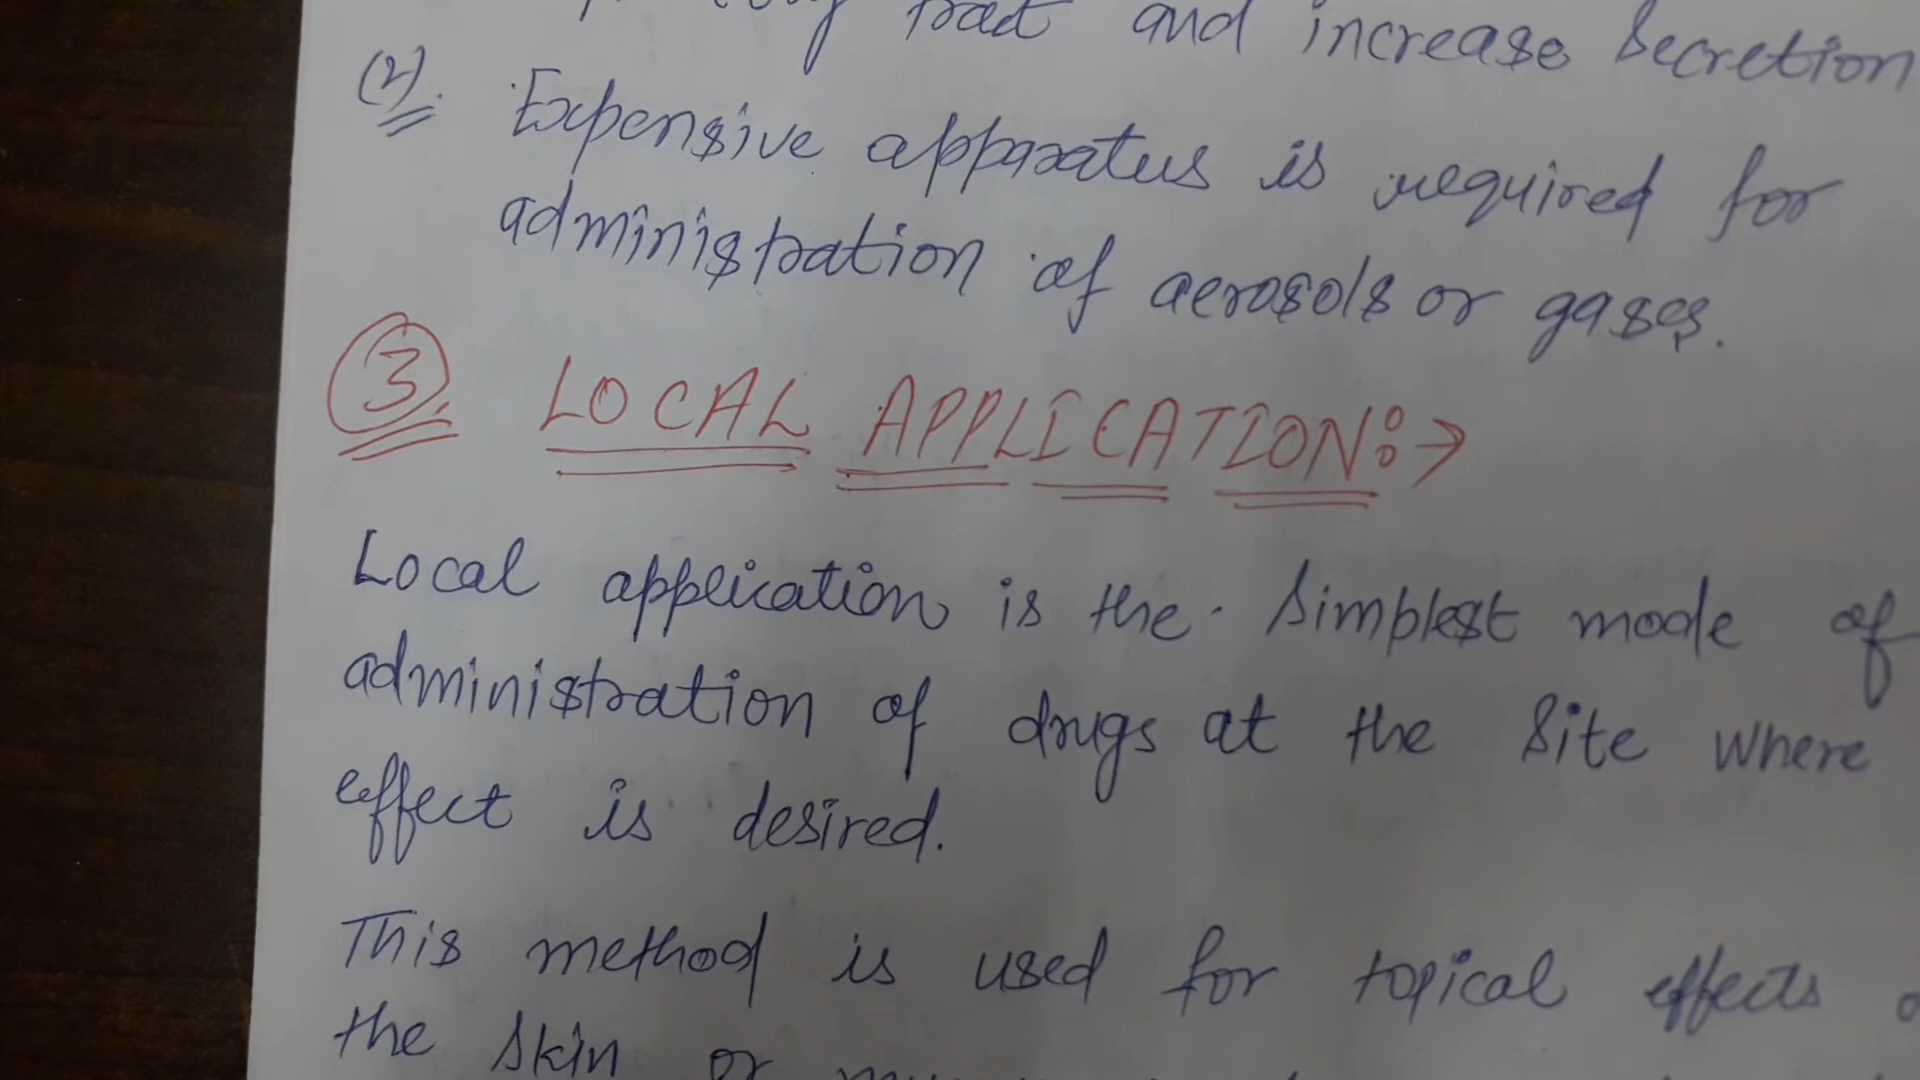 tract and increase secretion
(2). Expensive apparatus is required for
administration of aerosols or gases.
3 LOCAL APPLICATION:→
Local application is the simplest mode of
administration of drugs at the site where
effect is desired.
This method is used for topical effects
the skin or